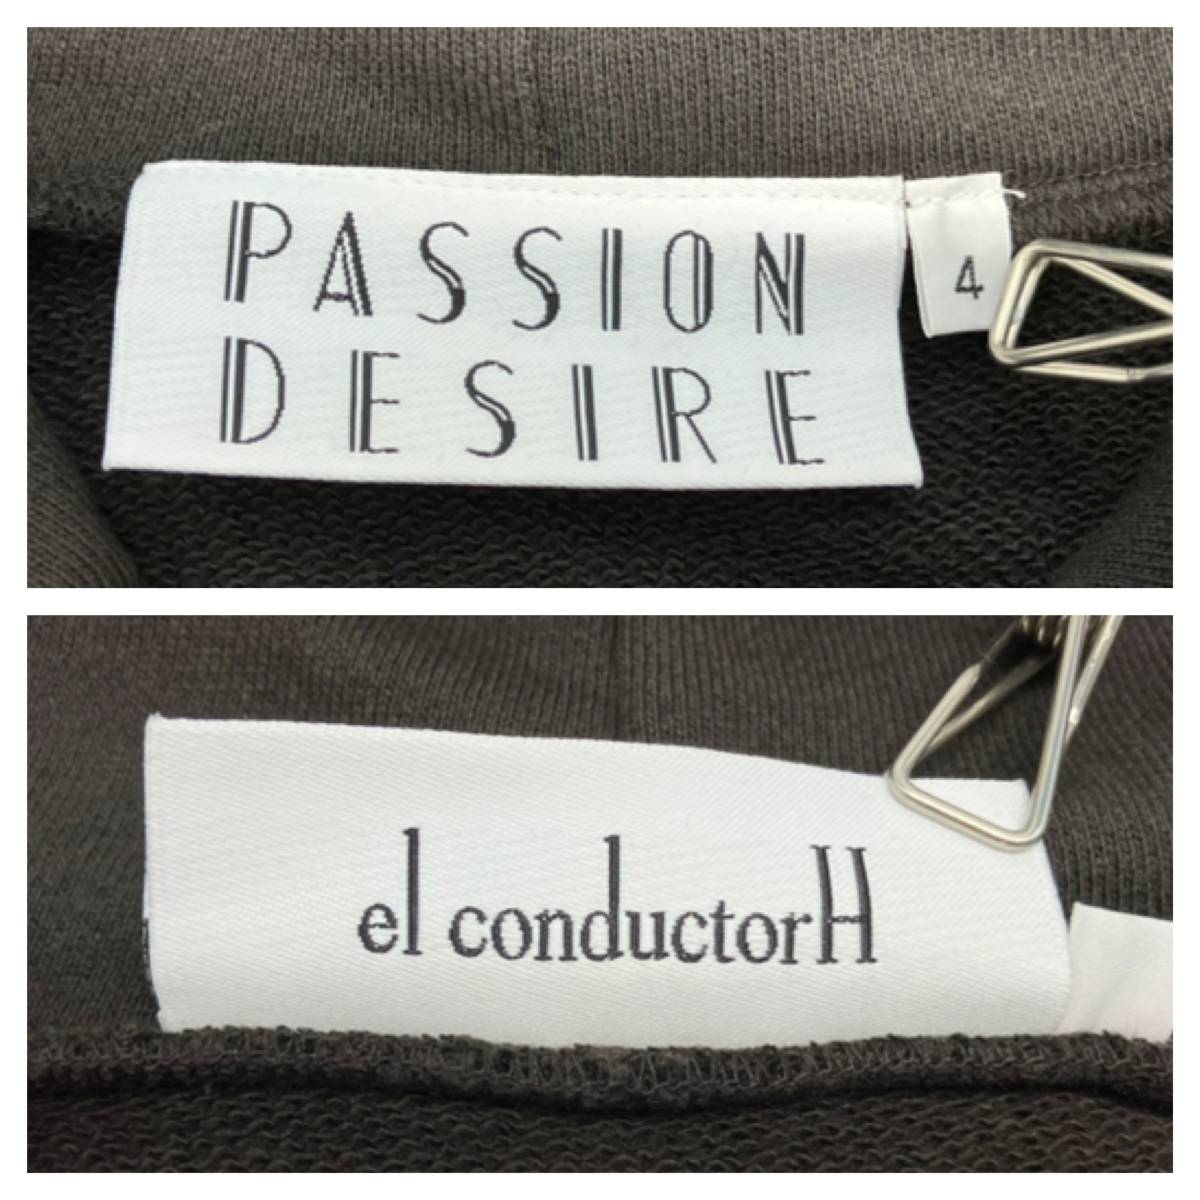 PASSION
DESIRE
4
el conductorH